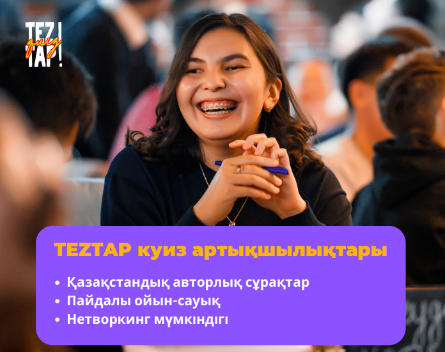 TEZ
quiz
TAP!
TEZTAP куиз артықшылықтары
• Қазақстандық авторлық сұрақтар
• Пайдалы ойын-сауық
• Нетворкинг мүмкіндігі